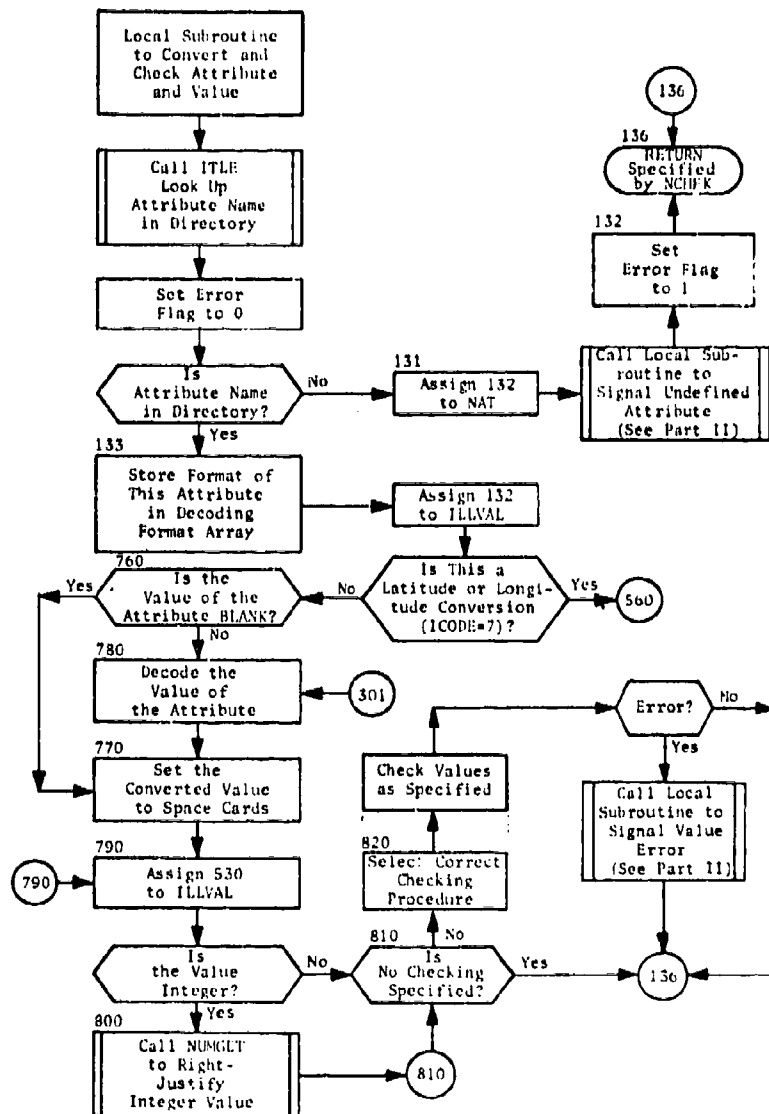 Local Subroutine
to Convert and
Check Attribute
and Value
Call ITLE
Look Up
Attribute Name
in Directory
Set Error
Flag to 0
Is
Attribute Name
in Directory?
No
Yes
131
Assign 132
to NAT
Call Local Sub-
routine to
Signal Undefined
Attribute
(See Part II)
132
Set
Error Flag
to 1
136
RETURN
Specified
by NCHEK
136
133
Store Format of
This Attribute
in Decoding
Format Array
Assign 132
to ILLVAL
Is This a
Latitude or Longi-
tude Conversion
(ICODE=7)?
Yes
560
No
760
Is the
Value of the
Attribute BLANK?
Yes
No
780
Decode the
Value of
the Attribute
301
770
Set the
Converted Value
to Space Cards
790
Assign 530
to ILLVAL
790
Is
the Value
Integer?
No
Yes
800
Call NUMGET
to Right-
Justify
Integer Value
810
810
Is
No Checking
Specified?
Yes
No
820
Select Correct
Checking
Procedure
Check Values
as Specified
Error?
No
Yes
Call Local
Subroutine to
Signal Value
Error
(See Part II)
136